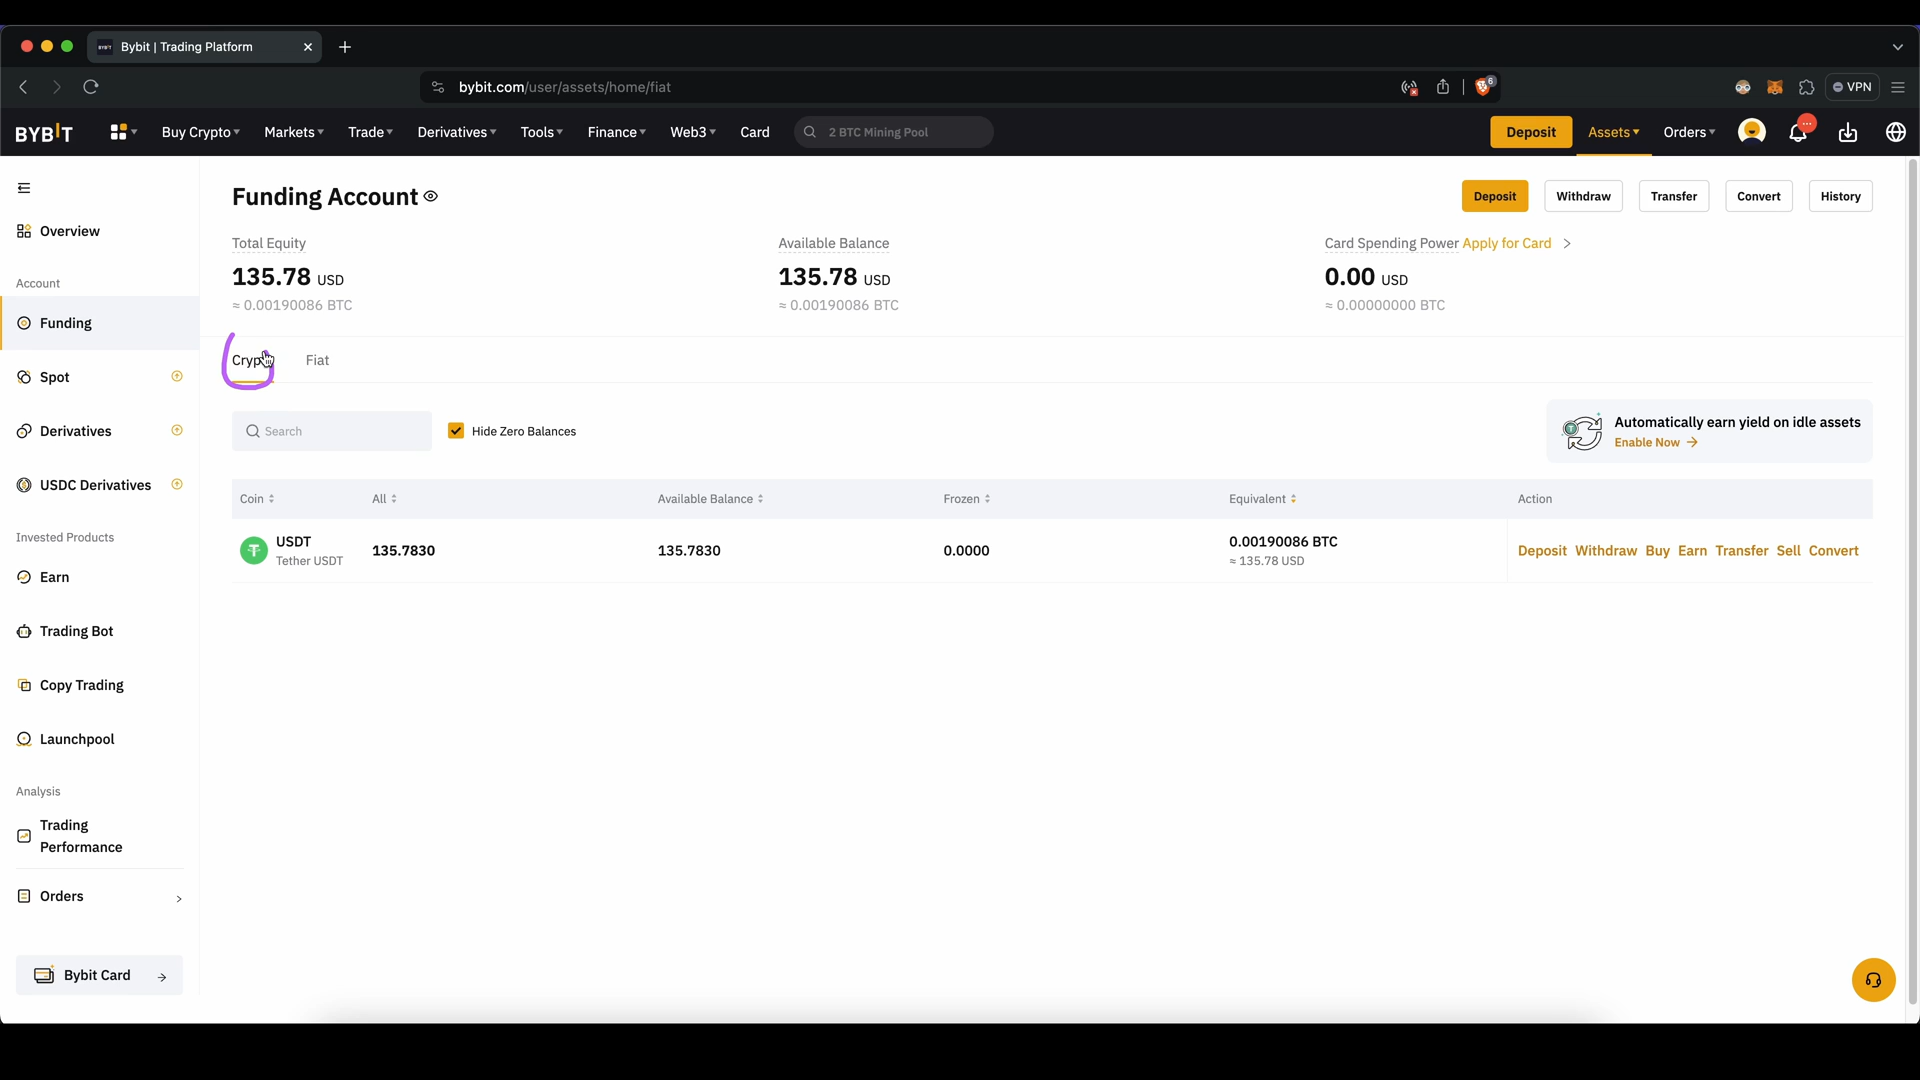 Bybit | Trading Platform
bybit.com/user/assets/home/fiat
6
VPN
BYBIT
Buy Crypto
Markets
Trade
Derivatives
Tools
Finance
Web3
Card
2 BTC Mining Pool
Deposit
Assets
Orders
Overview
Account
Funding
Spot
Derivatives
USDC Derivatives
Invested Products
Earn
Trading Bot
Copy Trading
Launchpool
Analysis
Trading
Performance
Orders
Bybit Card
Funding Account
Deposit
Withdraw
Transfer
Convert
History
Total Equity
135.78 USD
≈ 0.00190086 BTC
Available Balance
135.78 USD
≈ 0.00190086 BTC
Card Spending Power Apply for Card
0.00 USD
≈ 0.00000000 BTC
Fiat
Search
Hide Zero Balances
Automatically earn yield on idle assets
Enable Now
Coin
All
Available Balance
Frozen
Equivalent
Action
USDT
Tether USDT
135.7830
135.7830
0.0000
0.00190086 BTC
≈ 135.78 USD
Deposit Withdraw Buy Earn Transfer Sell Convert